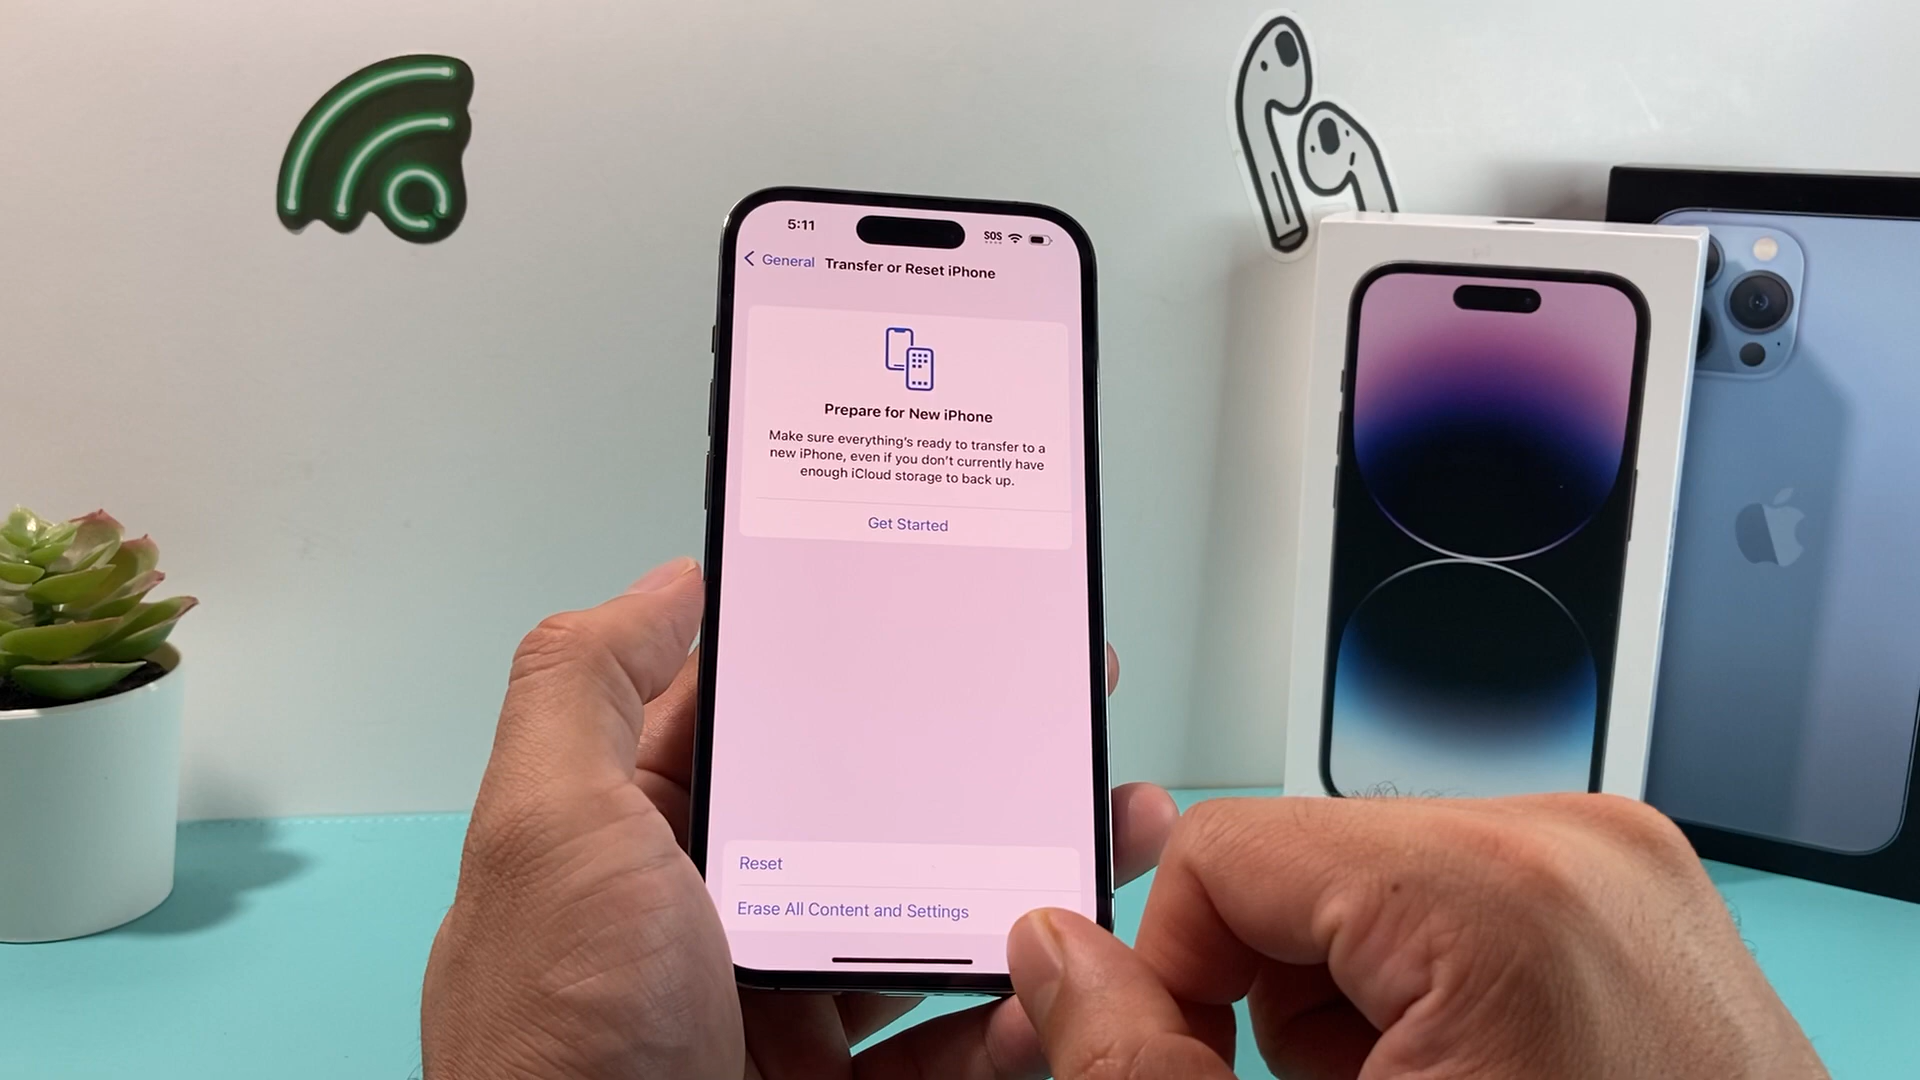 5:11
SOS
General
Transfer or Reset iPhone
Prepare for New iPhone
Make sure everything's ready to transfer to a
new iPhone, even if you don't currently have
enough iCloud storage to back up.
Get Started
Reset
Erase All Content and Settings